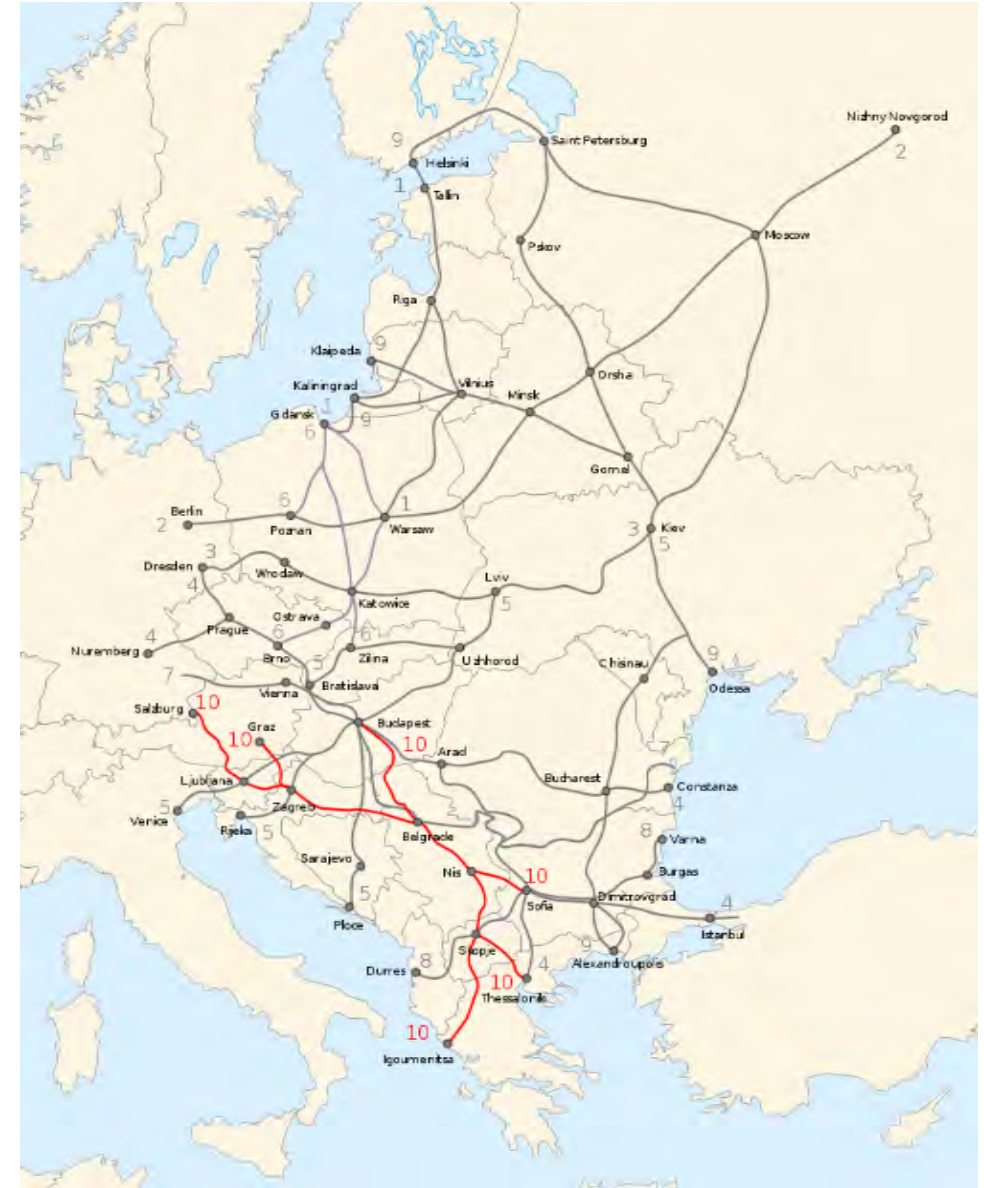 Nizhny Novgorod
2
9
Saint Petersburg
Helsinki
1
Tallin
Moscow
Pskov
Riga
Klaipeda
9
Orsha
Kaliningrad
Vilnius
Minsk
1
Gdansk
9
6
Gomel
6
1
Berlin
2
Poznan
Warsaw
3
Kiev
5
3
Dresden
Wroclaw
4
Lviv
5
Katowice
Ostrava
Prague
4
6
6
Nuremberg
Brno
Zilina
Uzhhorod
9
Chisinau
5
7
Vienna
Bratislava
Odessa
10
Salzburg
Graz
Budapest
10
10
Arad
Ljubljana
Bucharest
Constanza
5
Zagreb
4
Venice
Rijeka
5
Belgrade
8
Varna
Sarajevo
Nis
Burgas
10
5
Sofia
Dimitrovgrad
4
Ploce
Istanbul
Skopje
9
Durres
8
4
Alexandroupolis
10
Thessaloniki
10
Igoumenitsa